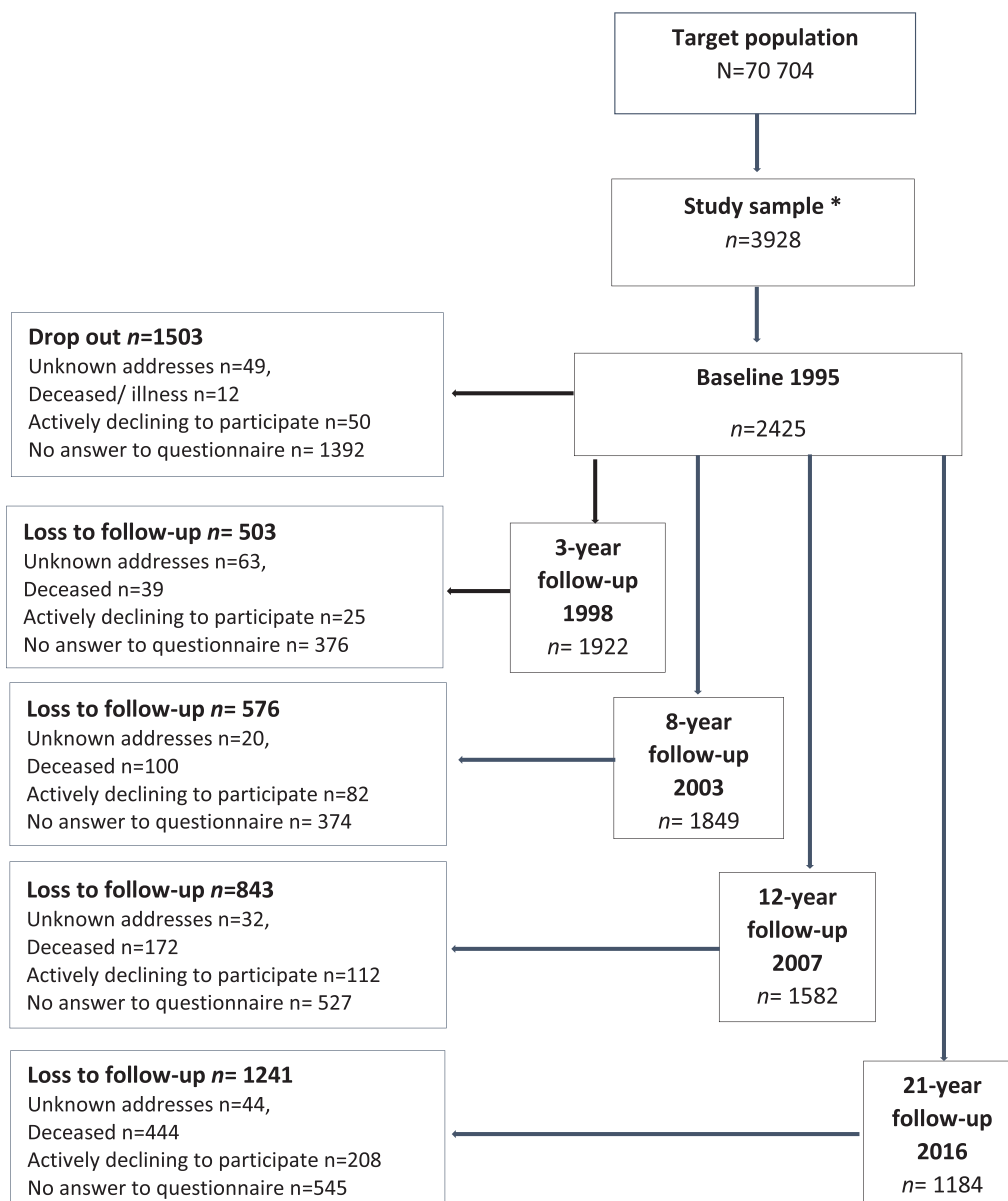 Target population
N=70 704
Study sample *
n=3928
Drop out n=1503
Unknown addresses n=49,
Deceased/ illness n=12
Actively declining to participate n=50
No answer to questionnaire n= 1392
Baseline 1995
n=2425
Loss to follow-up n= 503
Unknown addresses n=63,
Deceased n=39
Actively declining to participate n=25
No answer to questionnaire n= 376
3-year
follow-up
1998
n= 1922
Loss to follow-up n= 576
Unknown addresses n=20,
Deceased n=100
Actively declining to participate n=82
No answer to questionnaire n= 374
8-year
follow-up
2003
n= 1849
Loss to follow-up n=843
Unknown addresses n=32,
Deceased n=172
Actively declining to participate n=112
No answer to questionnaire n= 527
12-year
follow-up
2007
n= 1582
Loss to follow-up n= 1241
Unknown addresses n=44,
Deceased n=444
Actively declining to participate n=208
No answer to questionnaire n=545
21-year
follow-up
2016
n= 1184